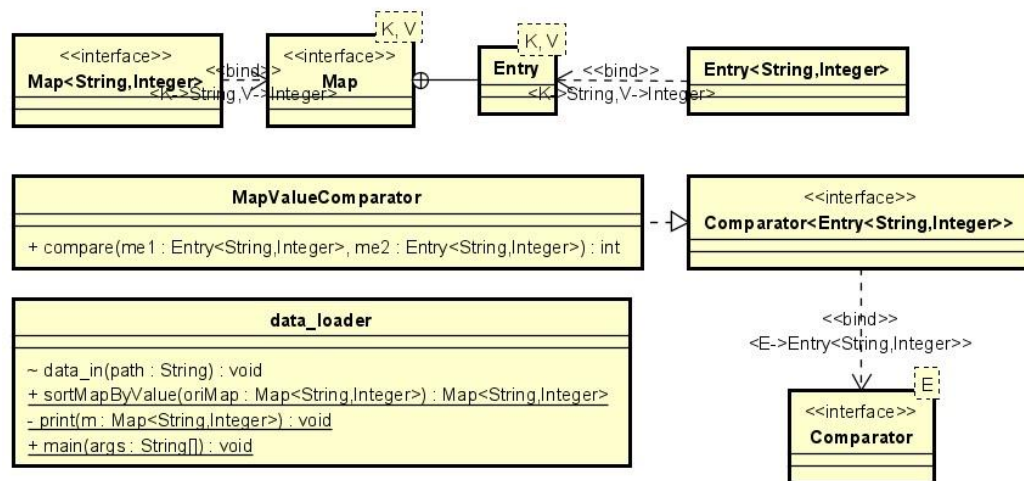 K, V
<<interface>>
Map<String,Integer>
<<bind>>
<K->String,V->Integer>
<<interface>>
Map
K, V
Entry
<<bind>>
<K->String,V->Integer>
Entry<String,Integer>
MapValueComparator
+ compare(me1 : Entry<String,Integer>, me2 : Entry<String,Integer>) : int
<<interface>>
Comparator<Entry<String,Integer>>
data_loader
~ data_in(path : String) : void
+ sortMapByValue(oriMap : Map<String,Integer>) : Map<String,Integer>
- print(m : Map<String,Integer>) : void
+ main(args : String[]) : void
<<bind>>
<E->Entry<String,Integer>>
E
<<interface>>
Comparator